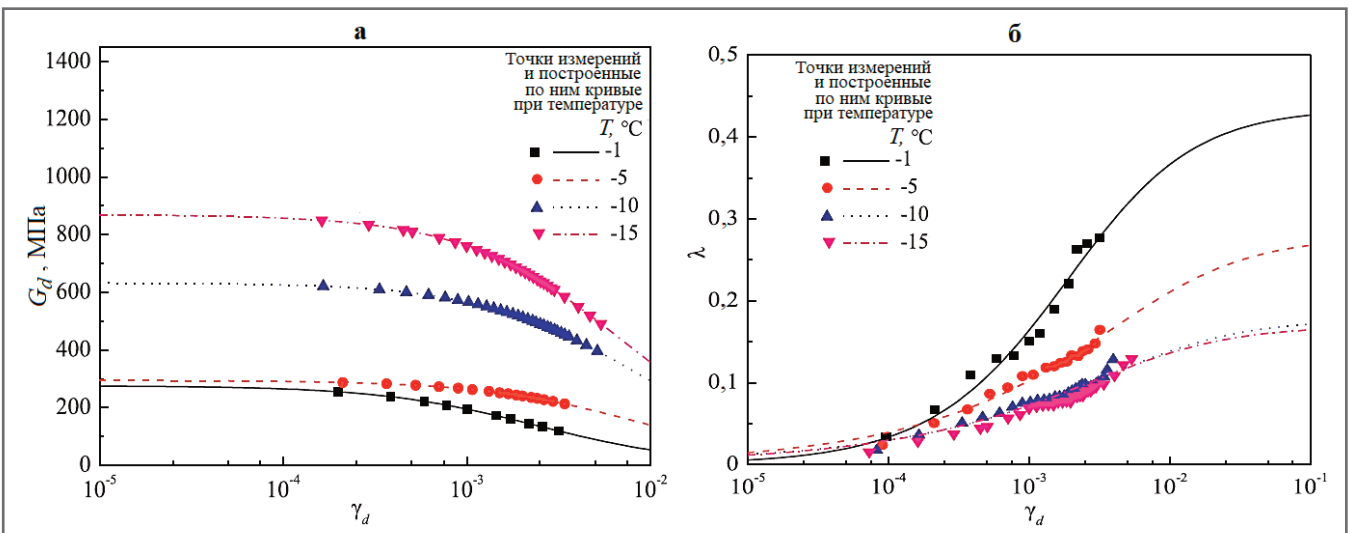 а
1400
1200
1000
800
600
400
200
0
G_d , МПа
10⁻⁵
10⁻⁴
10⁻³
10⁻²
γ_d
Точки измерений
и построенные
по ним кривые
при температуре
T, °C
-1
-5
-10
-15
б
0,5
0,4
0,3
0,2
0,1
0
λ
10⁻⁵
10⁻⁴
10⁻³
10⁻²
10⁻¹
γ_d
Точки измерений
и построенные
по ним кривые
при температуре
T, °C
-1
-5
-10
-15